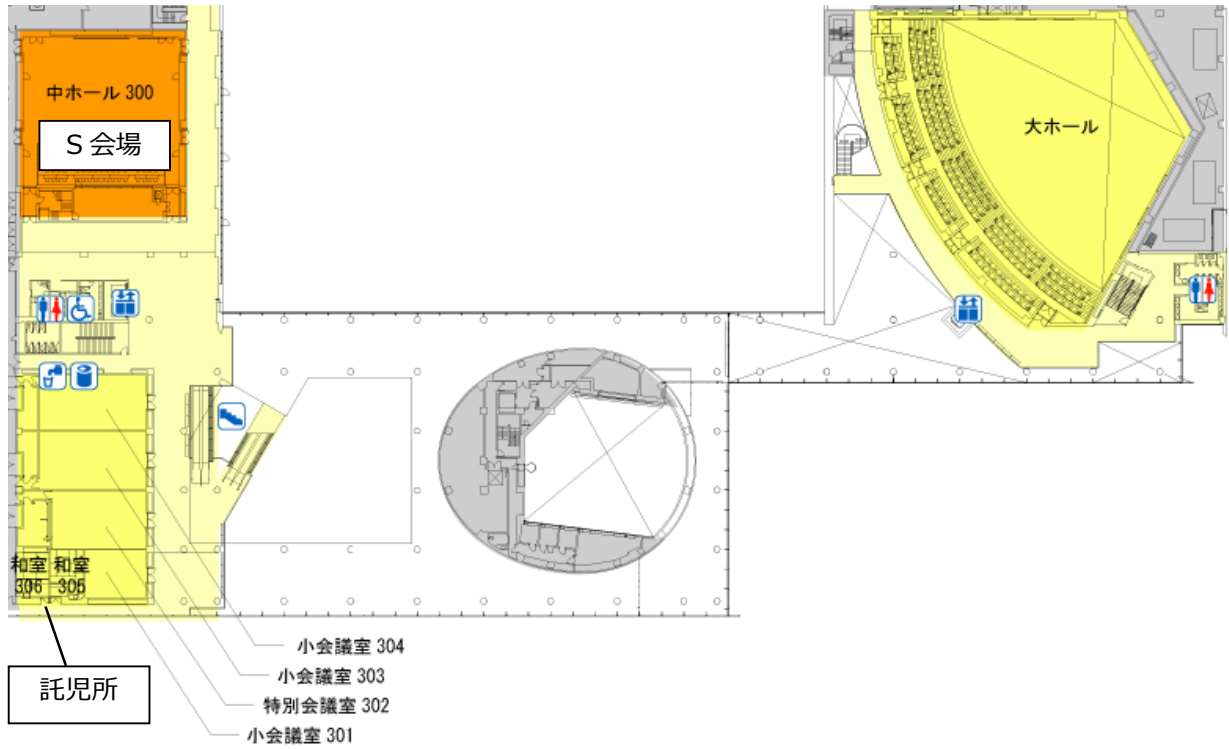 中ホール 300
S 会場
大ホール
和室 和室
306 305
小会議室 304
小会議室 303
特別会議室 302
小会議室 301
託児所